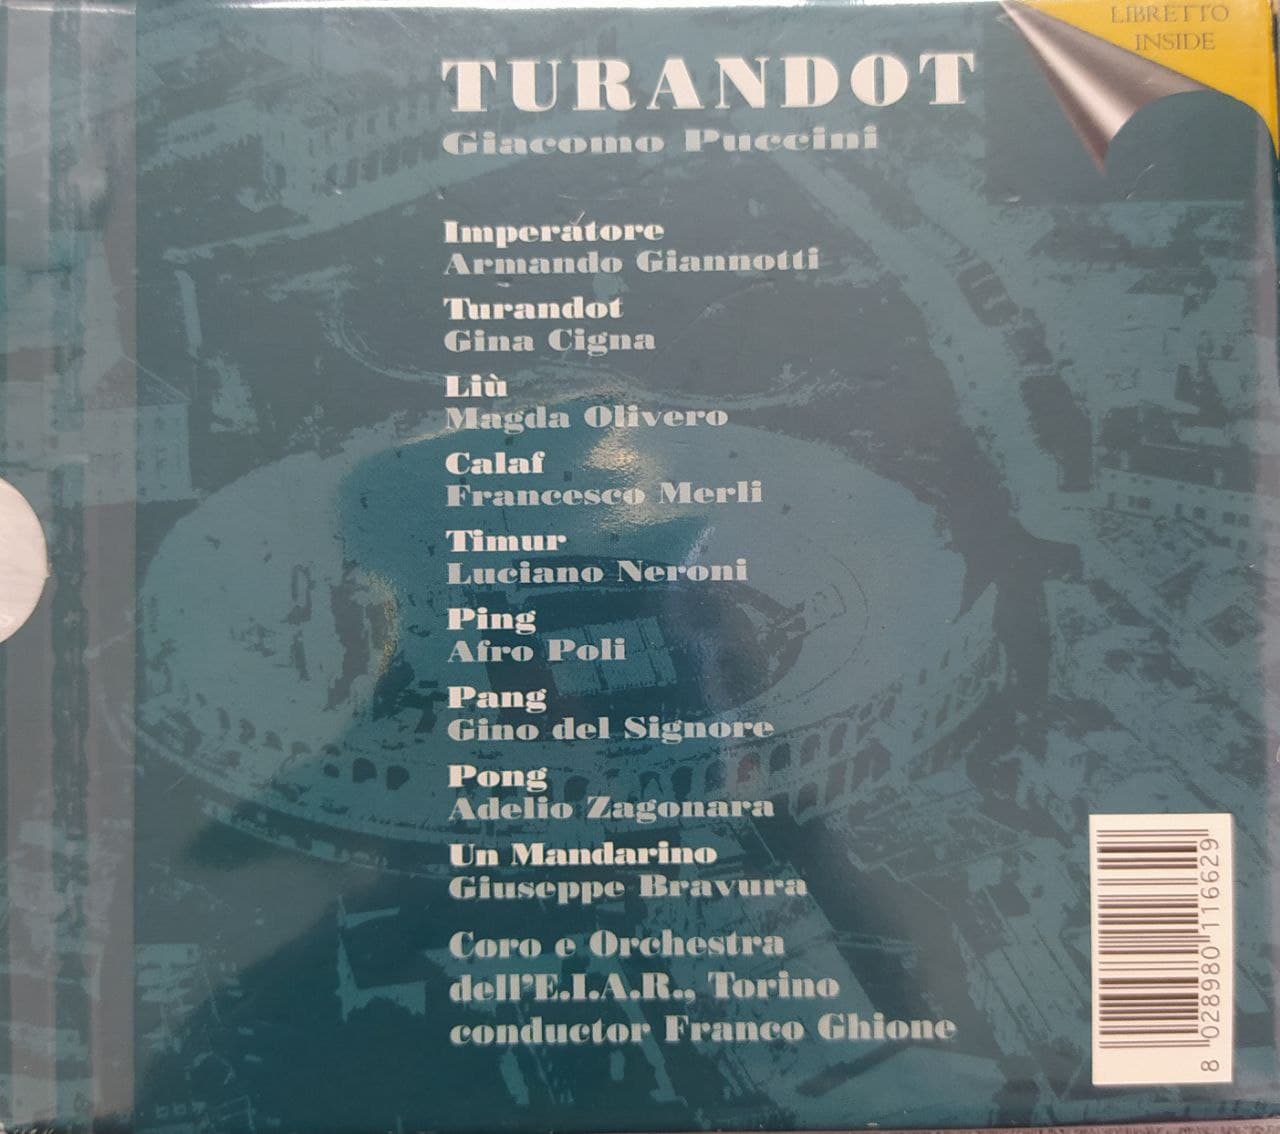 LIBRETTO
INSIDE
TURANDOT
Giacomo Puccini
Imperatore
Armando Giannotti
Turandot
Gina Cigna
Liù
Magda Olivero
Calaf
Francesco Merli
Timur
Luciano Neroni
Ping
Afro Poli
Pang
Gino del Signore
Pong
Adelio Zagonara
Un Mandarino
Giuseppe Bravura
Coro e Orchestra
dell'E.I.A.R., Torino
conductor Franco Ghione
8 028980 116629